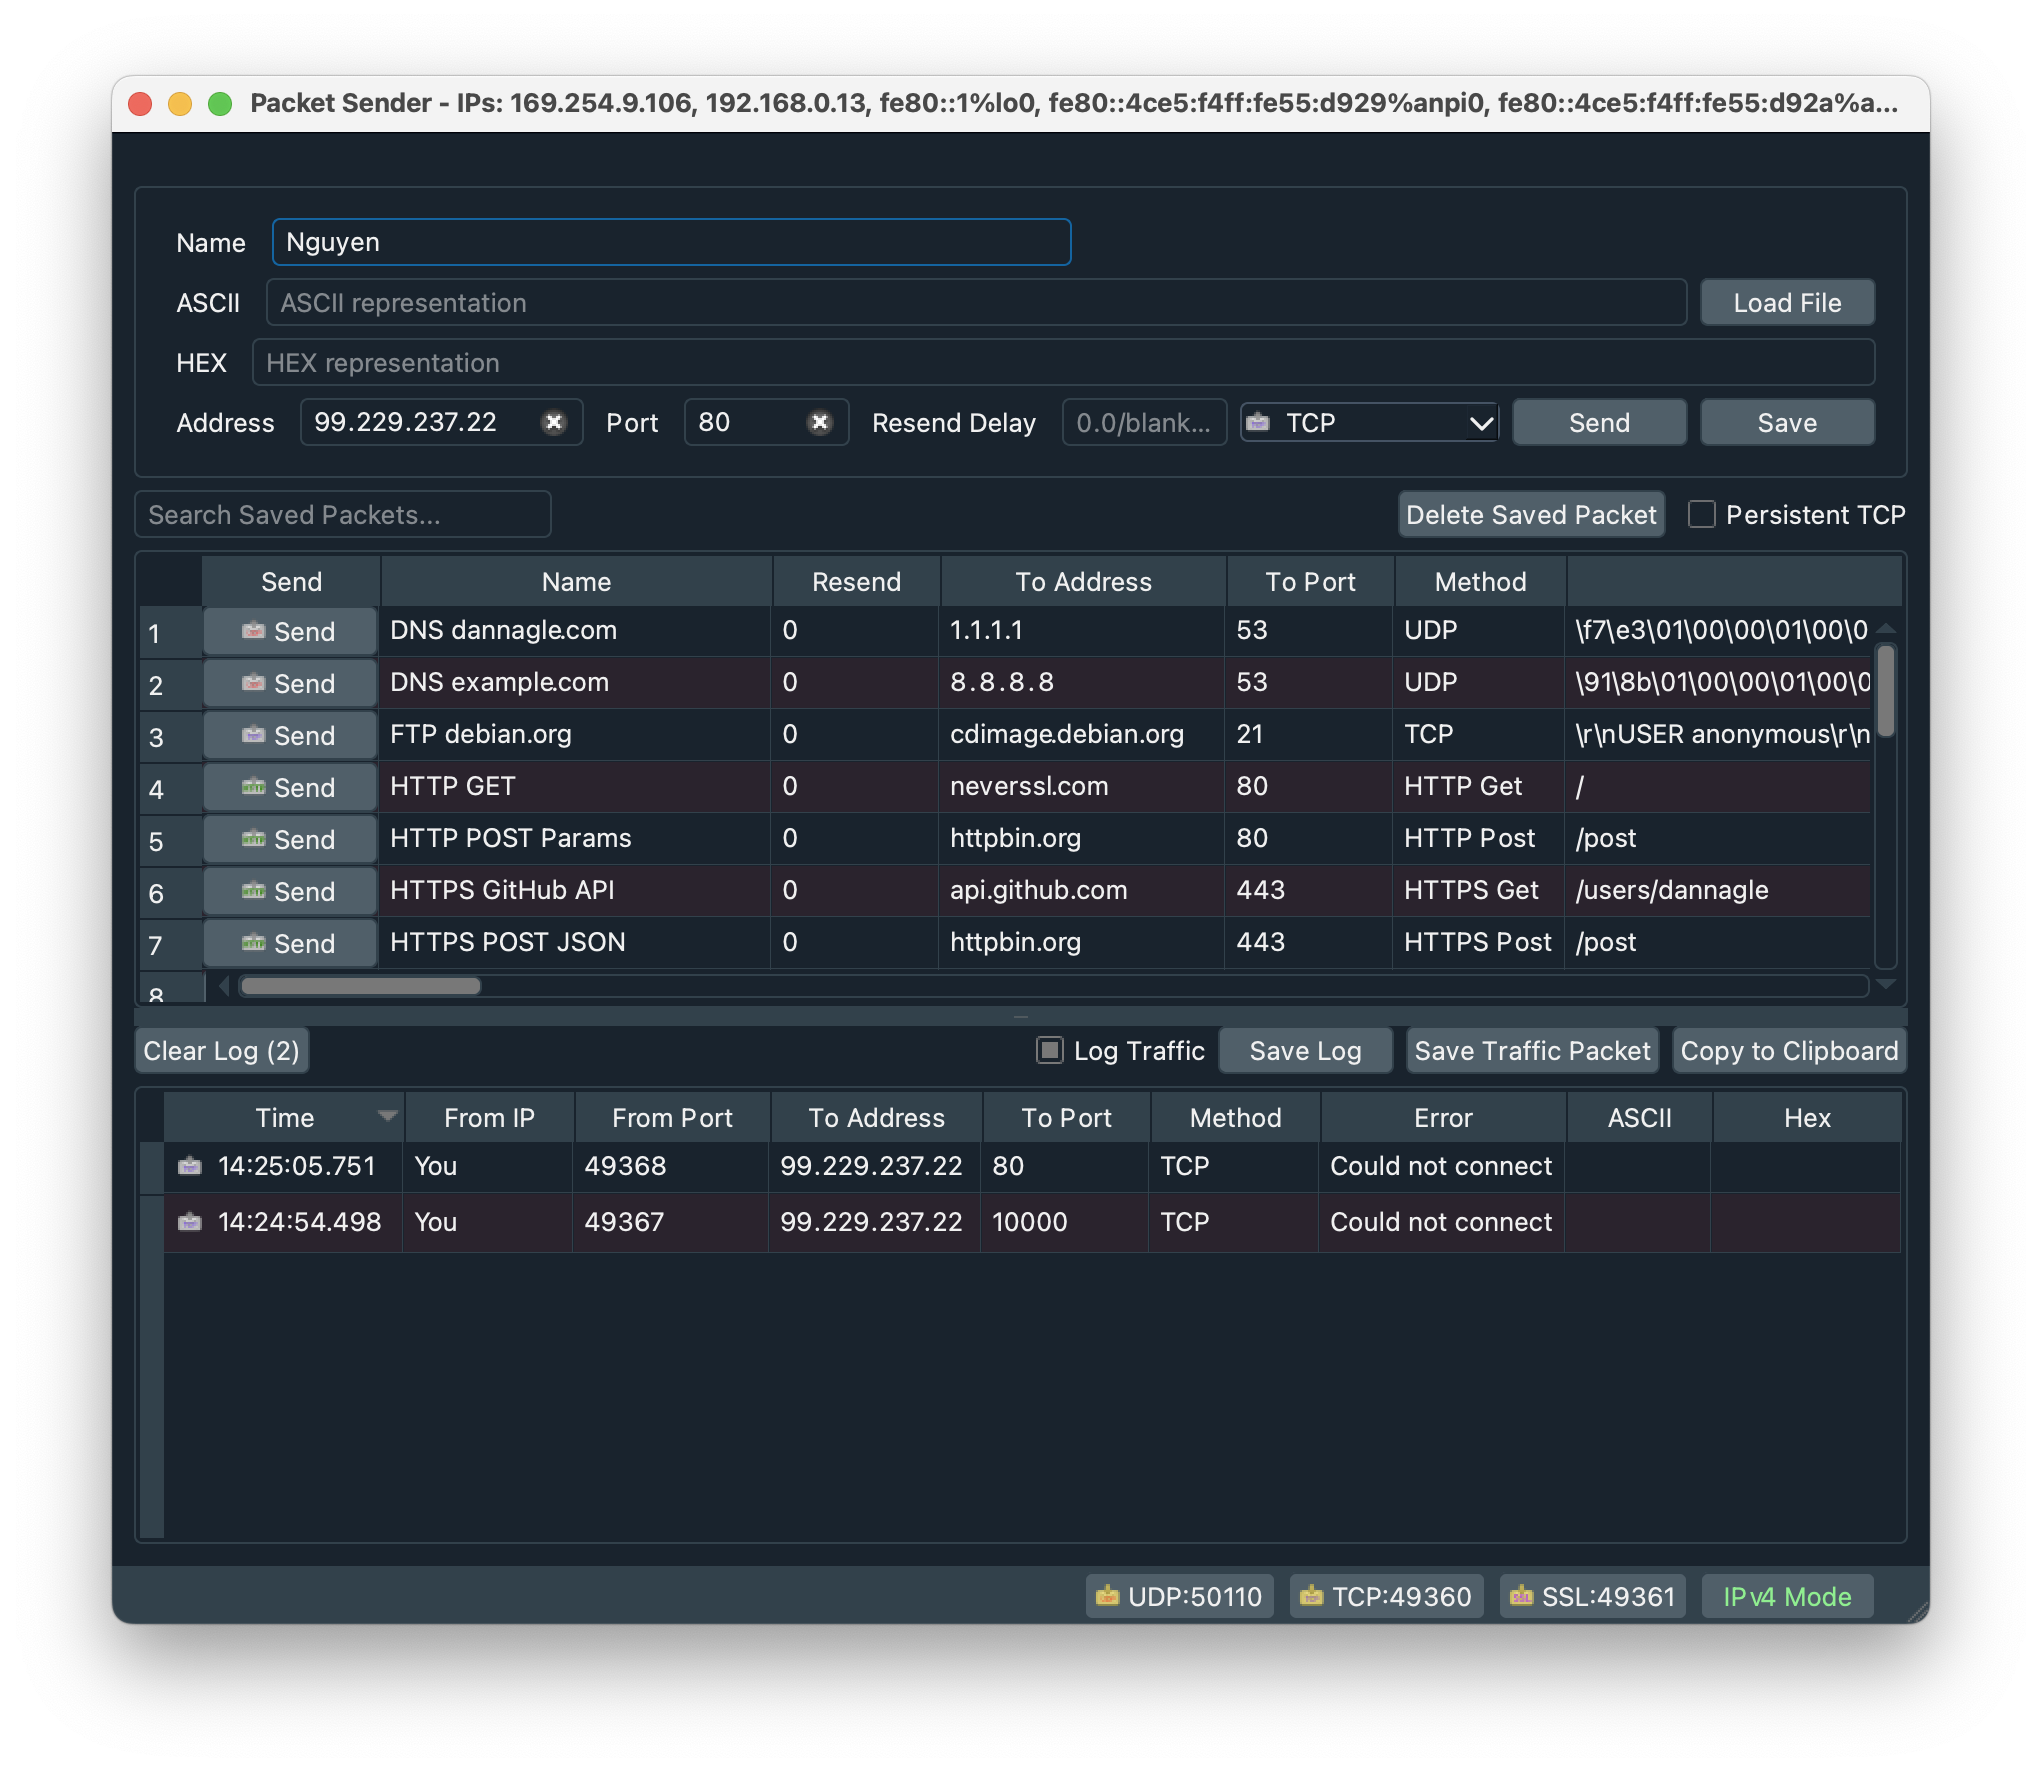 Packet Sender - IPs: 169.254.9.106, 192.168.0.13, fe80::1%lo0, fe80::4ce5:f4ff:fe55:d929%anpi0, fe80::4ce5:f4ff:fe55:d92a%a...
Name Nguyen
ASCII ASCII representation Load File
HEX HEX representation
Address 99.229.237.22 Port 80 Resend Delay 0.0/blank... TCP Send Save
Search Saved Packets... Delete Saved Packet Persistent TCP
Send Name Resend To Address To Port Method
1 Send DNS dannagle.com 0 1.1.1.1 53 UDP \f7\e3\01\00\00\01\00\0
2 Send DNS example.com 0 8.8.8.8 53 UDP \91\8b\01\00\00\01\00\0
3 Send FTP debian.org 0 cdimage.debian.org 21 TCP \r\nUSER anonymous\r\n
4 Send HTTP GET 0 neverssl.com 80 HTTP Get /
5 Send HTTP POST Params 0 httpbin.org 80 HTTP Post /post
6 Send HTTPS GitHub API 0 api.github.com 443 HTTPS Get /users/dannagle
7 Send HTTPS POST JSON 0 httpbin.org 443 HTTPS Post /post
8
Clear Log (2) Log Traffic Save Log Save Traffic Packet Copy to Clipboard
Time From IP From Port To Address To Port Method Error ASCII Hex
14:25:05.751 You 49368 99.229.237.22 80 TCP Could not connect
14:24:54.498 You 49367 99.229.237.22 10000 TCP Could not connect
UDP:50110 TCP:49360 SSL:49361 IPv4 Mode